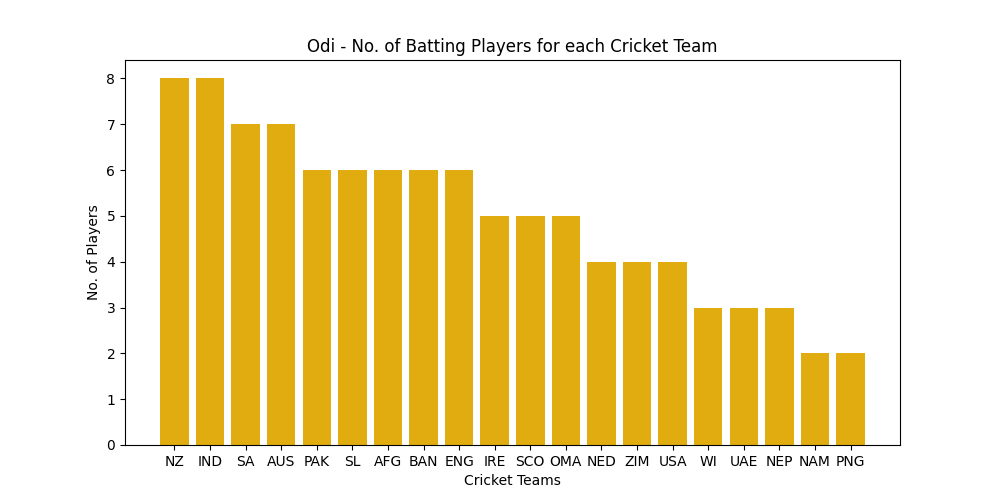 Odi - No. of Batting Players for each Cricket Team
No. of Players
8
7
6
5
4
3
2
1
0
NZ IND SA AUS PAK SL AFG BAN ENG IRE SCO OMA NED ZIM USA WI UAE NEP NAM PNG
Cricket Teams